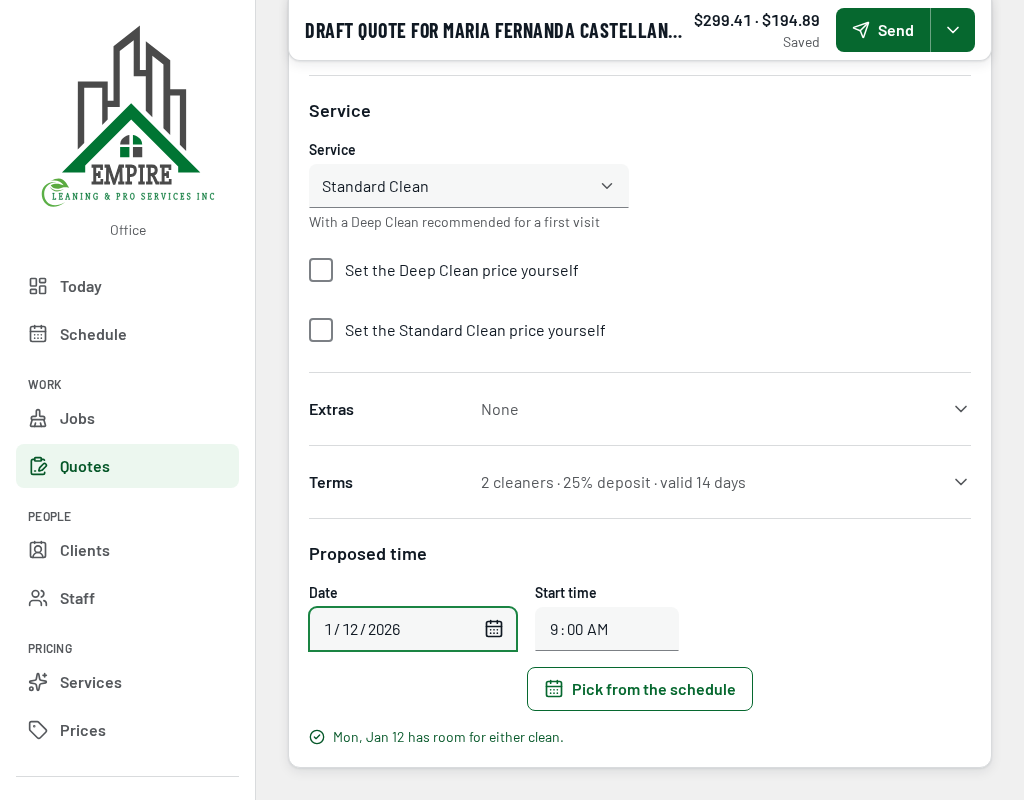 EMPIRE
LEANING & PRO SERVICES INC
Office
Today
Schedule
WORK
Jobs
Quotes
PEOPLE
Clients
Staff
PRICING
Services
Prices
DRAFT QUOTE FOR MARIA FERNANDA CASTELLAN...
$299.41 · $194.89
Saved
Send
Service
Service
Standard Clean
With a Deep Clean recommended for a first visit
Set the Deep Clean price yourself
Set the Standard Clean price yourself
Extras None
Terms 2 cleaners · 25% deposit · valid 14 days
Proposed time
Date Start time
1/12/2026 9:00 AM
Pick from the schedule
Mon, Jan 12 has room for either clean.